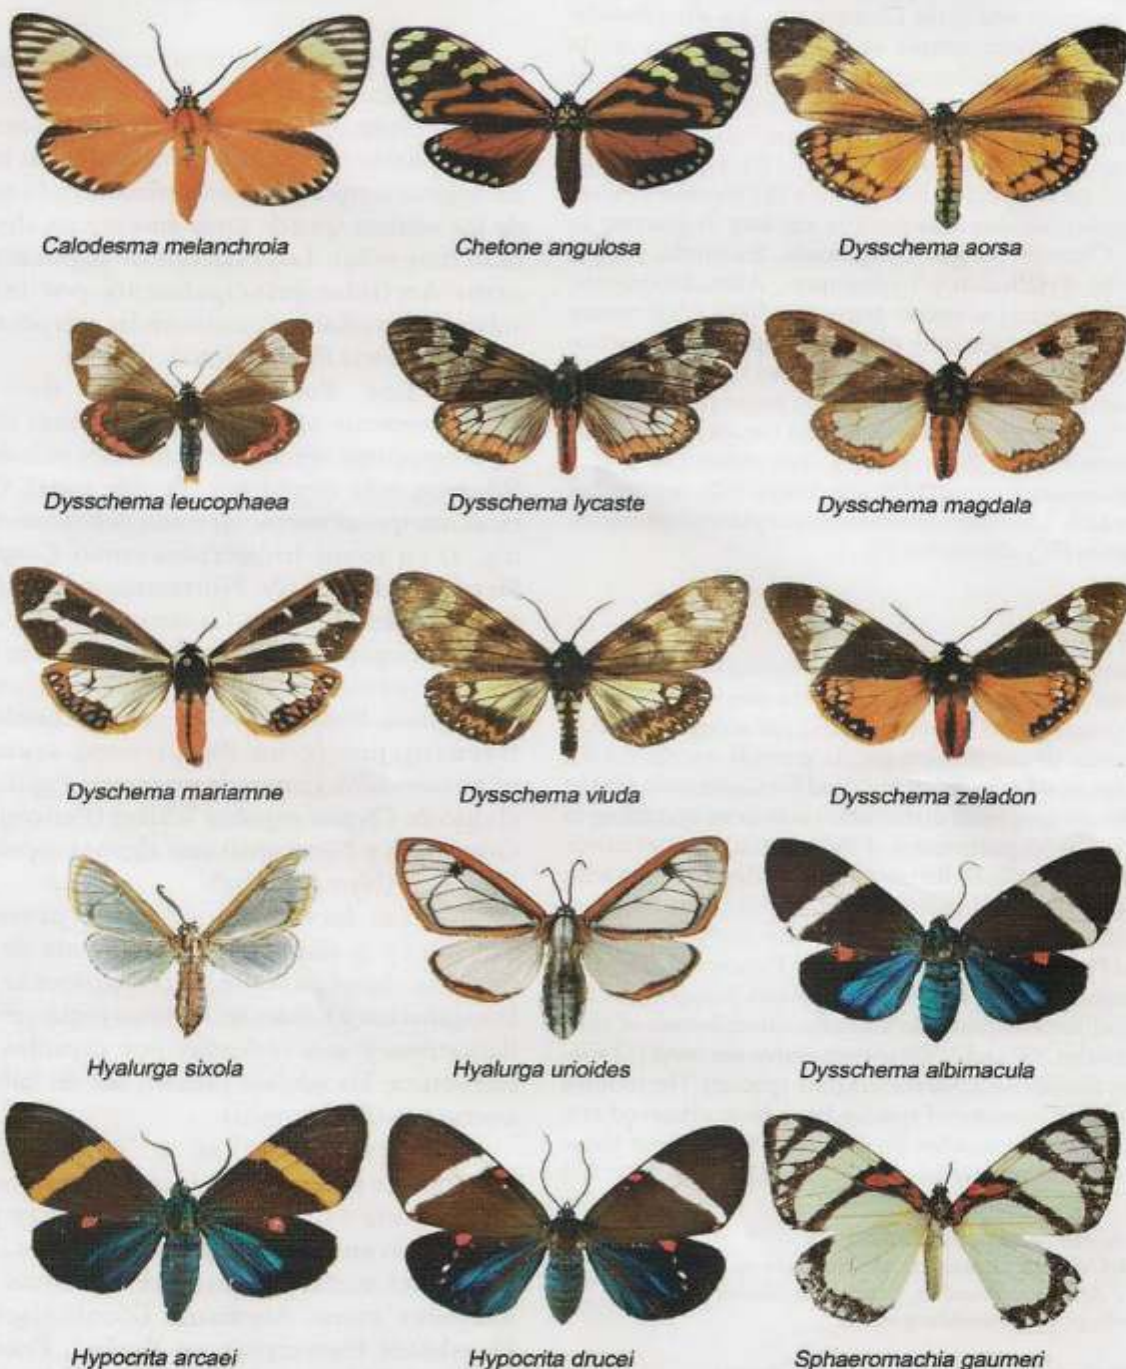 Calodesma melanchroia
Chetone angulosa
Dysschema aorsa
Dysschema leucophaea
Dysschema lycaste
Dysschema magdala
Dyschema mariamne
Dysschema viuda
Dysschema zeladon
Hyalurga sixola
Hyalurga urioides
Dysschema albimacula
Hypocrita arcaei
Hypocrita drucei
Sphaeromachia gaumeri